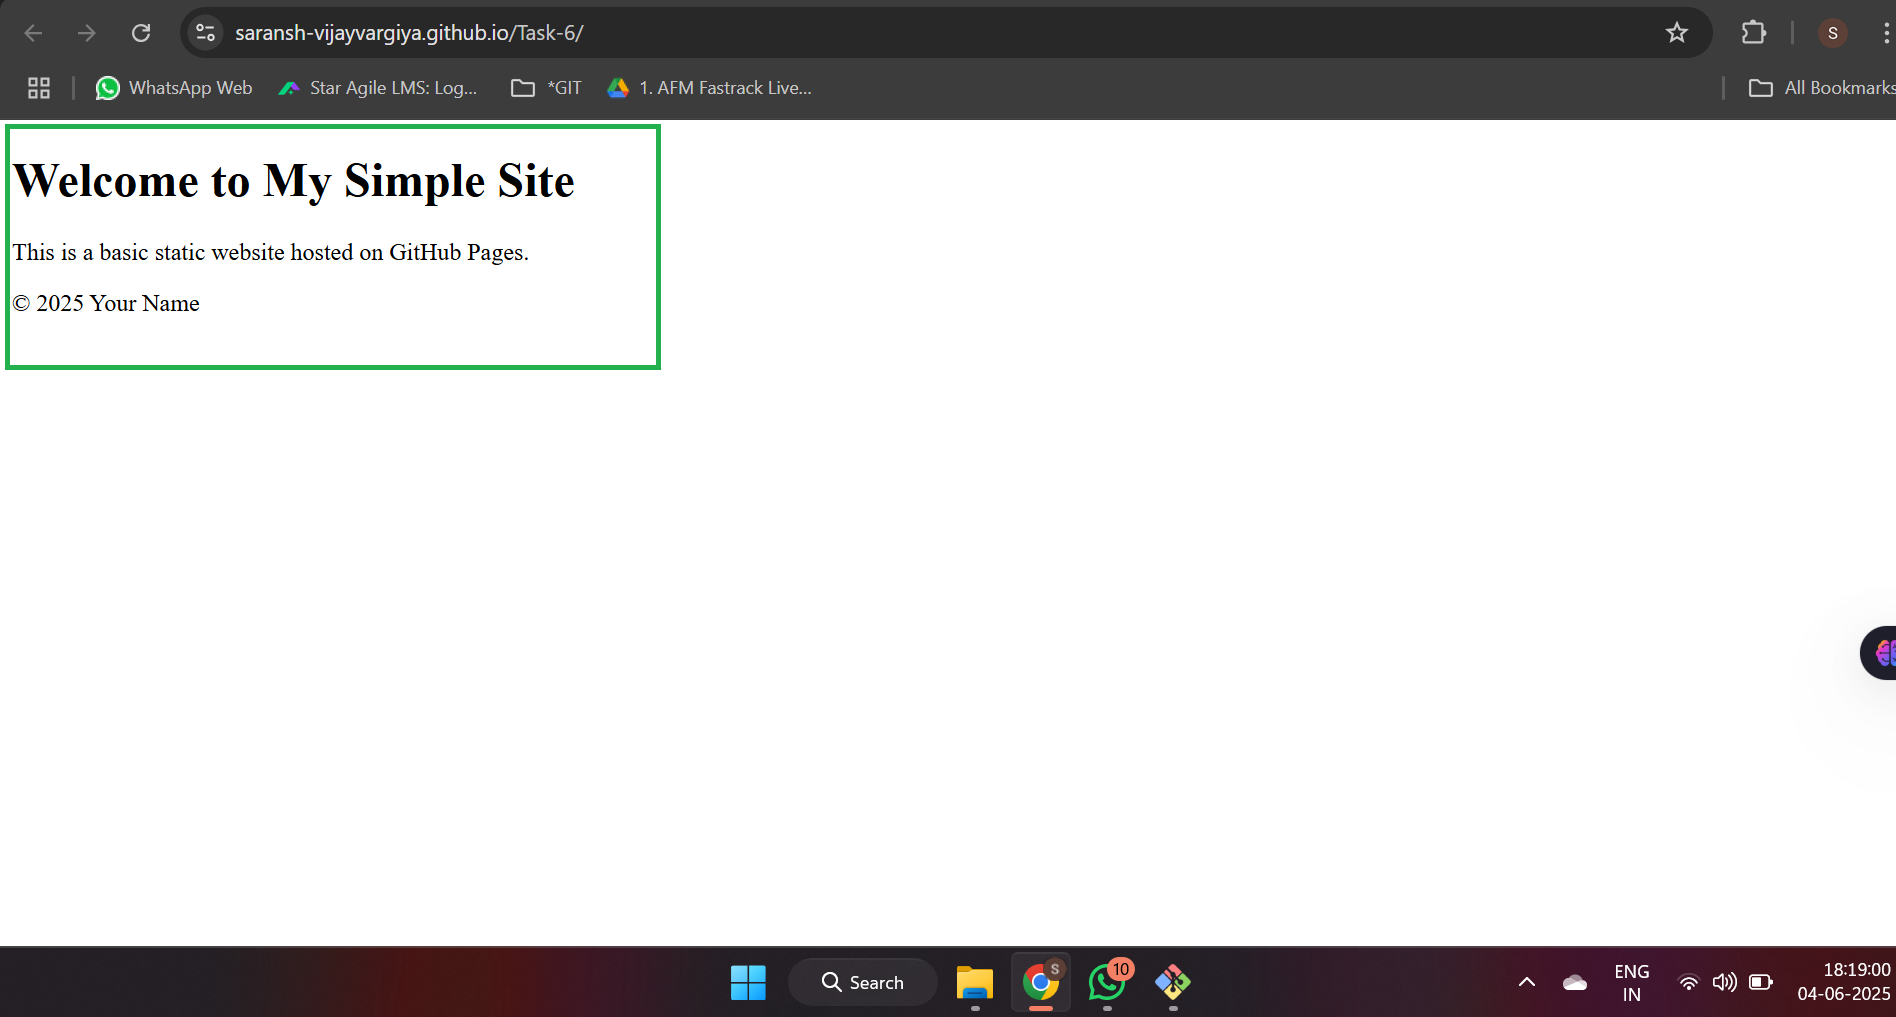 saransh-vijayvargiya.github.io/Task-6/
S
WhatsApp Web
Star Agile LMS: Log...
*GIT
1. AFM Fastrack Live...
All Bookmarks
Welcome to My Simple Site
This is a basic static website hosted on GitHub Pages.
© 2025 Your Name
Search
S
10
ENG
IN
18:19:00
04-06-2025